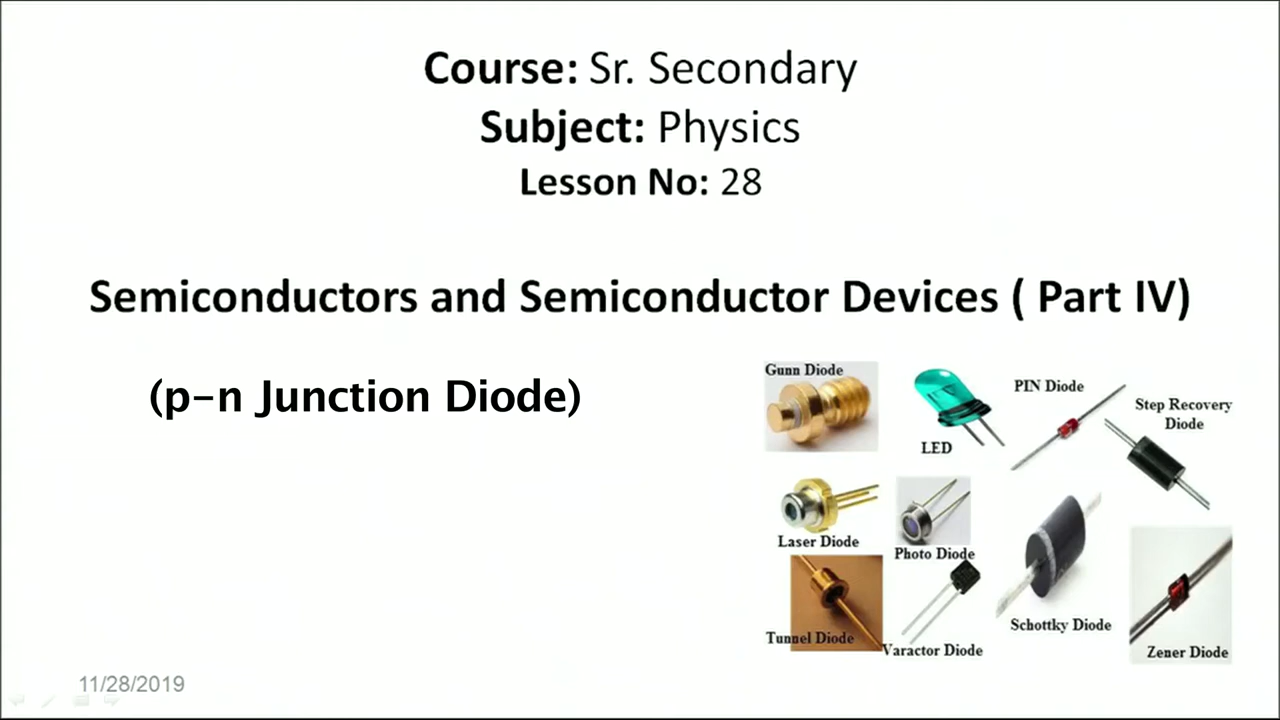 Course: Sr. Secondary
Subject: Physics
Lesson No: 28
Semiconductors and Semiconductor Devices ( Part IV)
(p-n Junction Diode)
Gunn Diode
LED
PIN Diode
Step Recovery
Diode
Laser Diode
Photo Diode
Tunnel Diode
Varactor Diode
Schottky Diode
Zener Diode
11/28/2019